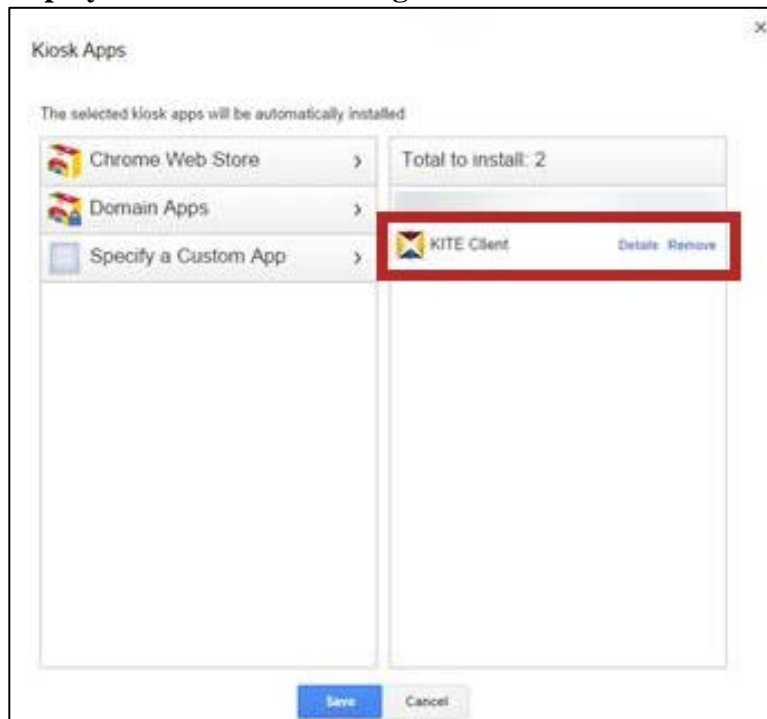 Kiosk Apps
×
The selected kiosk apps will be automatically installed
Chrome Web Store ›
Domain Apps ›
Specify a Custom App ›
Total to install: 2
KITE Client Details Remove
Save Cancel